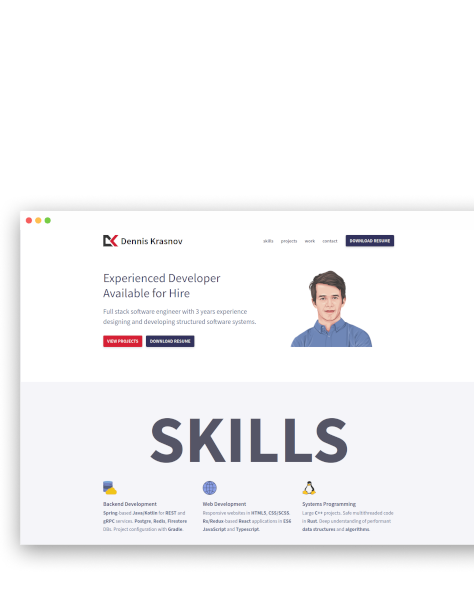 Dennis Krasnov
skills projects work contact DOWNLOAD RESUME
Experienced Developer
Available for Hire
Full stack software engineer with 3 years experience
designing and developing structured software systems.
VIEW PROJECTS DOWNLOAD RESUME
SKILLS
Backend Development
Spring-based Java/Kotlin for REST and
gRPC services. Postgre, Redis, Firestore
DBs. Project configuration with Gradle.
Web Development
Responsive websites in HTML5, CSS/SCSS.
Rx/Redux-based React applications in ES6
JavaScript and Typescript.
Systems Programming
Large C++ projects. Safe multithreaded code
in Rust. Deep understanding of performant
data structures and algorithms.